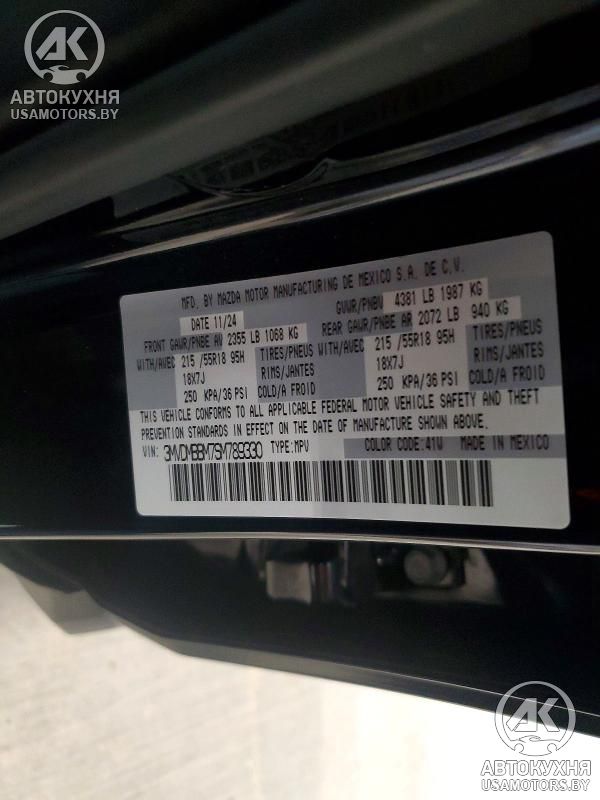 AK
АВТОКУХНЯ
USAMOTORS.BY
MFD. BY MAZDA MOTOR MANUFACTURING DE MEXICO S.A. DE C.V.
DATE 11/24 GVWR/PNBV 4381 LB 1987 KG
FRONT GAWR/PNBE AV 2355 LB 1068 KG REAR GAWR/PNBE AR 2072 LB 940 KG
WITH/AVEC 215 /55R18 95H TIRES/PNEUS WITH/AVEC 215 /55R18 95H TIRES/PNEUS
18X7J RIMS/JANTES 18X7J RIMS/JANTES
250 KPA/36 PSI COLD/A FROID 250 KPA/36 PSI COLD/A FROID
THIS VEHICLE CONFORMS TO ALL APPLICABLE FEDERAL MOTOR VEHICLE SAFETY AND THEFT
PREVENTION STANDARDS IN EFFECT ON THE DATE OF MANUFACTURE SHOWN ABOVE.
VIN: 3MVDMBBM7SM789330 TYPE:MPV COLOR CODE:41W MADE IN MEXICO
AK
АВТОКУХНЯ
USAMOTORS.BY